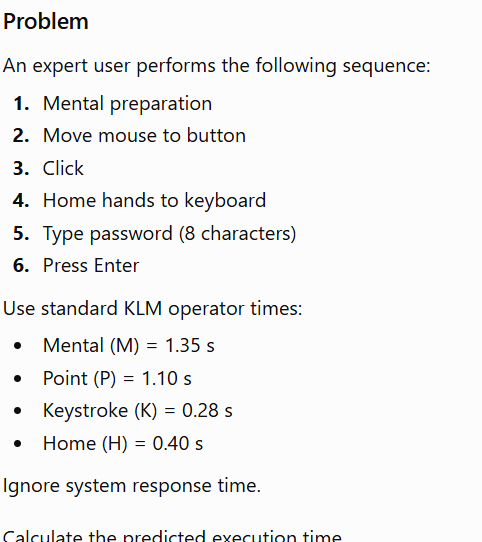 Problem
An expert user performs the following sequence:
1. Mental preparation
2. Move mouse to button
3. Click
4. Home hands to keyboard
5. Type password (8 characters)
6. Press Enter
Use standard KLM operator times:
• Mental (M) = 1.35 s
• Point (P) = 1.10 s
• Keystroke (K) = 0.28 s
• Home (H) = 0.40 s
Ignore system response time.
Calculate the predicted execution time